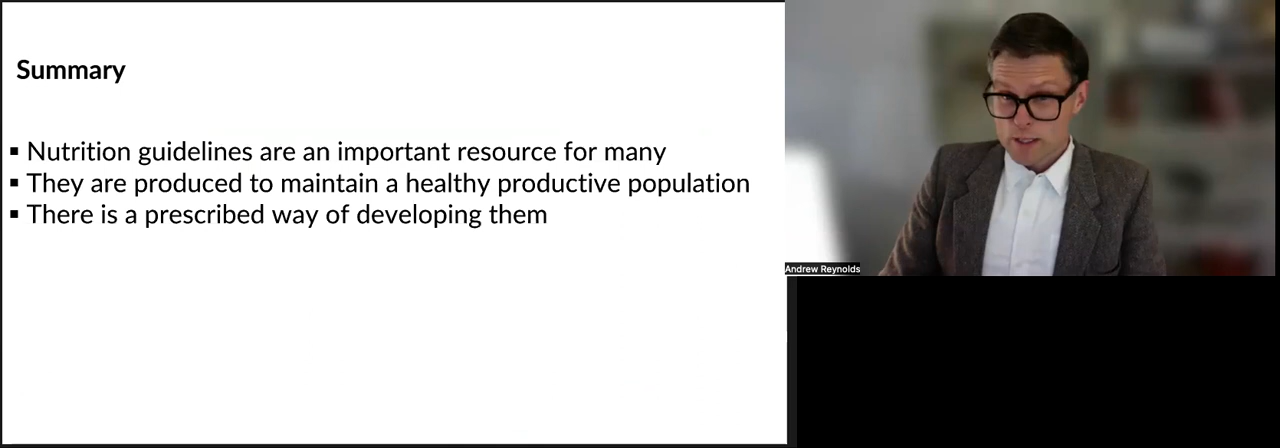 Summary
▪ Nutrition guidelines are an important resource for many
▪ They are produced to maintain a healthy productive population
▪ There is a prescribed way of developing them
Andrew Reynolds